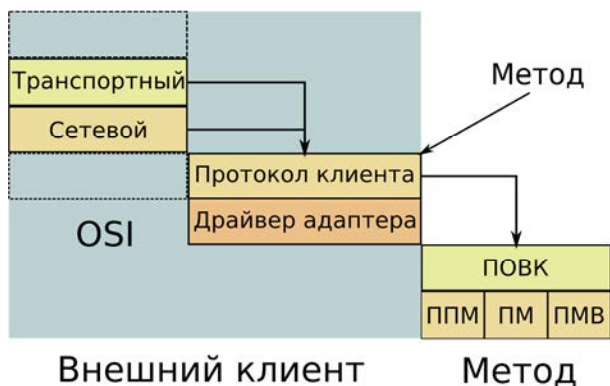 Транспортный
Метод
Сетевой
Протокол клиента
Драйвер адаптера
OSI
ПОВК
ППМ ПМ ПМВ
Внешний клиент Метод